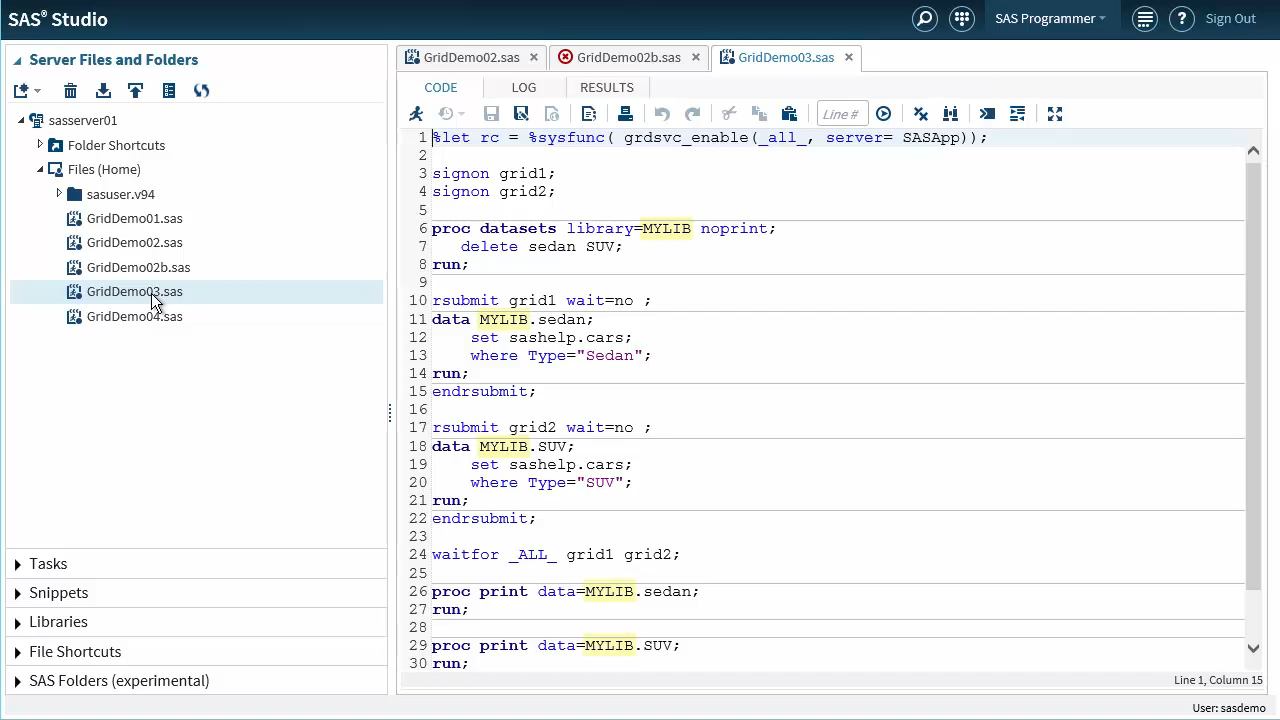 SAS® Studio
SAS Programmer
Sign Out
Server Files and Folders
sasserver01
Folder Shortcuts
Files (Home)
sasuser.v94
GridDemo01.sas
GridDemo02.sas
GridDemo02b.sas
GridDemo03.sas
GridDemo04.sas
Tasks
Snippets
Libraries
File Shortcuts
SAS Folders (experimental)
GridDemo02.sas × GridDemo02b.sas × GridDemo03.sas ×
CODE LOG RESULTS
Line #
1 %let rc = %sysfunc( grdsvc_enable(_all_, server= SASApp));
2
3 signon grid1;
4 signon grid2;
5
6 proc datasets library=MYLIB noprint;
7 delete sedan SUV;
8 run;
9
10 rsubmit grid1 wait=no ;
11 data MYLIB.sedan;
12 set sashelp.cars;
13 where Type="Sedan";
14 run;
15 endrsubmit;
16
17 rsubmit grid2 wait=no ;
18 data MYLIB.SUV;
19 set sashelp.cars;
20 where Type="SUV";
21 run;
22 endrsubmit;
23
24 waitfor _ALL_ grid1 grid2;
25
26 proc print data=MYLIB.sedan;
27 run;
28
29 proc print data=MYLIB.SUV;
30 run;
Line 1, Column 15
User: sasdemo